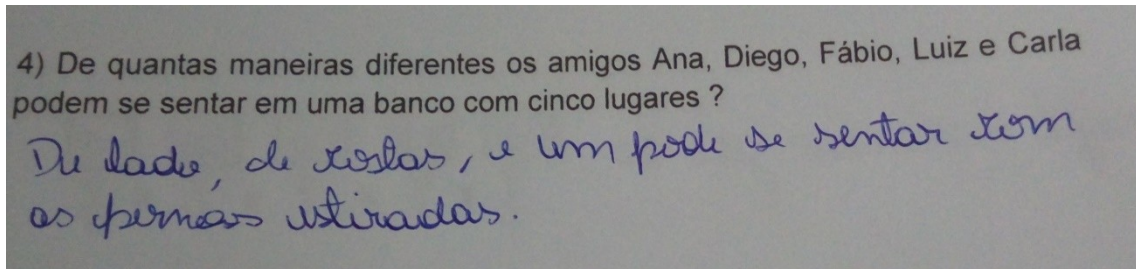 4) De quantas maneiras diferentes os amigos Ana, Diego, Fábio, Luiz e Carla
podem se sentar em uma banco com cinco lugares ?
De lado, de costas, e um pode se sentar com
as pernas estiradas.